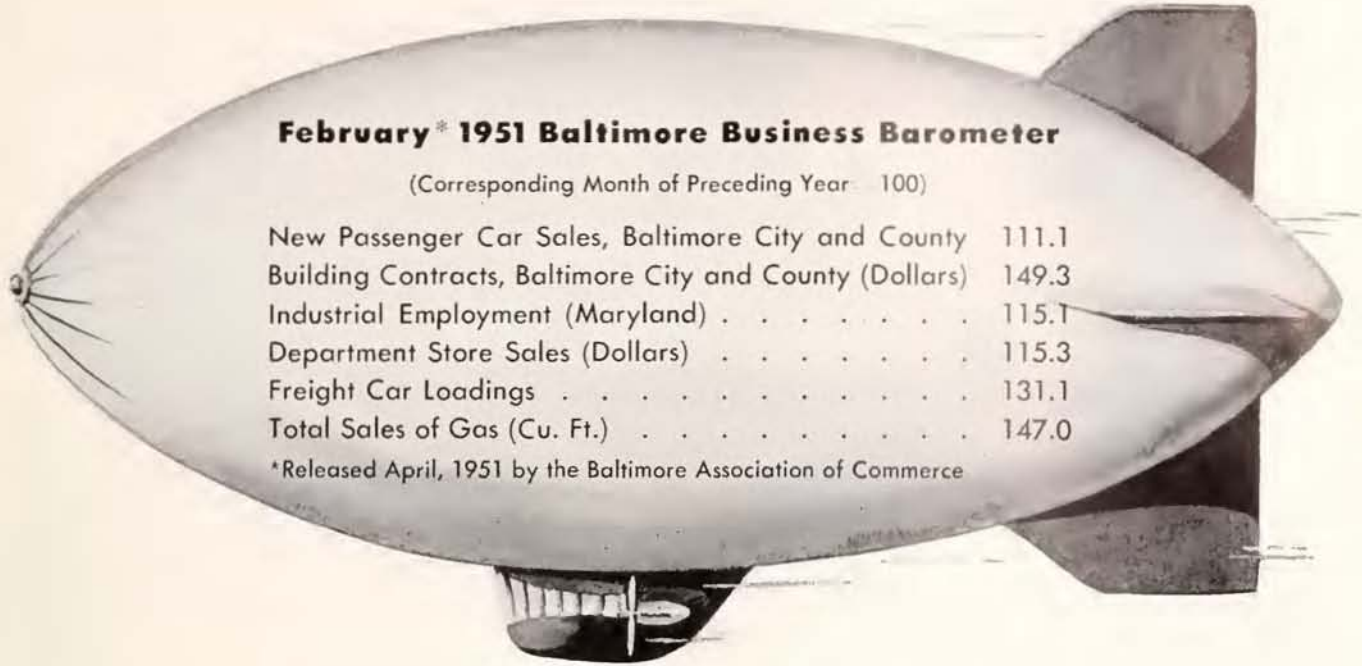 February* 1951 Baltimore Business Barometer
(Corresponding Month of Preceding Year 100)
New Passenger Car Sales, Baltimore City and County 111.1
Building Contracts, Baltimore City and County (Dollars) 149.3
Industrial Employment (Maryland) . . . . . . . 115.1
Department Store Sales (Dollars) . . . . . . . 115.3
Freight Car Loadings . . . . . . . . . . . 131.1
Total Sales of Gas (Cu. Ft.) . . . . . . . . . 147.0
*Released April, 1951 by the Baltimore Association of Commerce